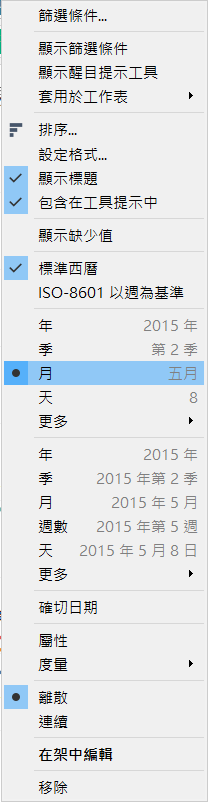 篩選條件...
顯示篩選條件
顯示醒目提示工具
套用於工作表
排序...
設定格式...
顯示標題
包含在工具提示中
顯示缺少值
標準西曆
ISO-8601 以週為基準
年 2015 年
季 第 2 季
月 五月
天 8
更多
年 2015 年
季 2015 年第 2 季
月 2015 年 5 月
週數 2015 年第 5 週
天 2015 年 5 月 8 日
更多
確切日期
屬性
度量
離散
連續
在架中編輯
移除